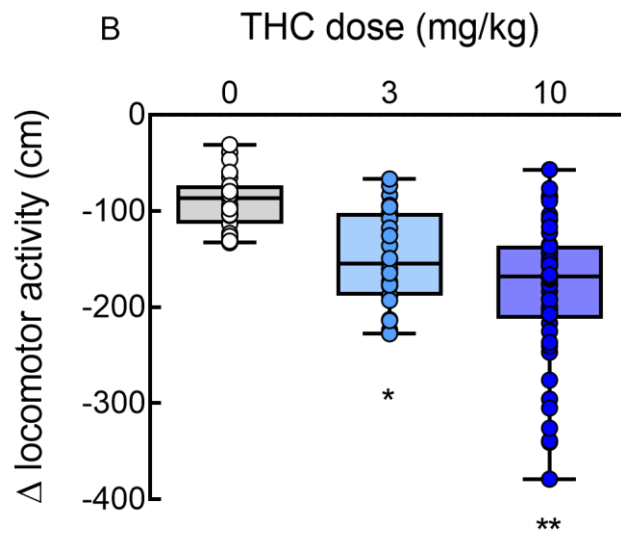 B THC dose (mg/kg)
0 3 10
0
-100
-200
-300
-400
Δ locomotor activity (cm)
*
**